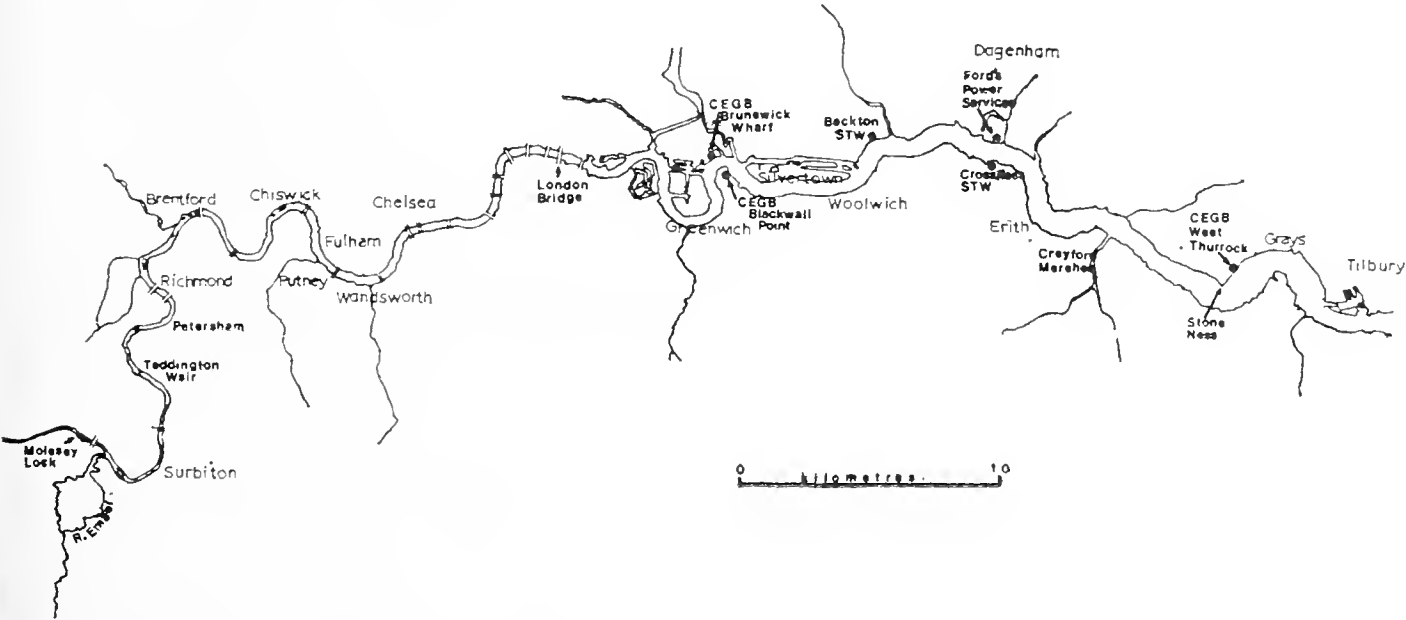 Dagenham
Ford's
Power
Services
CEGB
Brunswick
Wharf
Beckton
STW
Crossness
STW
London
Bridge
Silvertown
Woolwich
CEGB
Blackwall
Point
Greenwich
Brentford
Chiswick
Chelsea
Fulham
Richmond
Putney
Wandsworth
Petersham
Teddington
Weir
Molesey
Lock
Surbiton
R. Ember
Erith
Crayford
Marshes
CEGB
West
Thurrock
Grays
Tilbury
Stone
Ness
0
10
kilometres